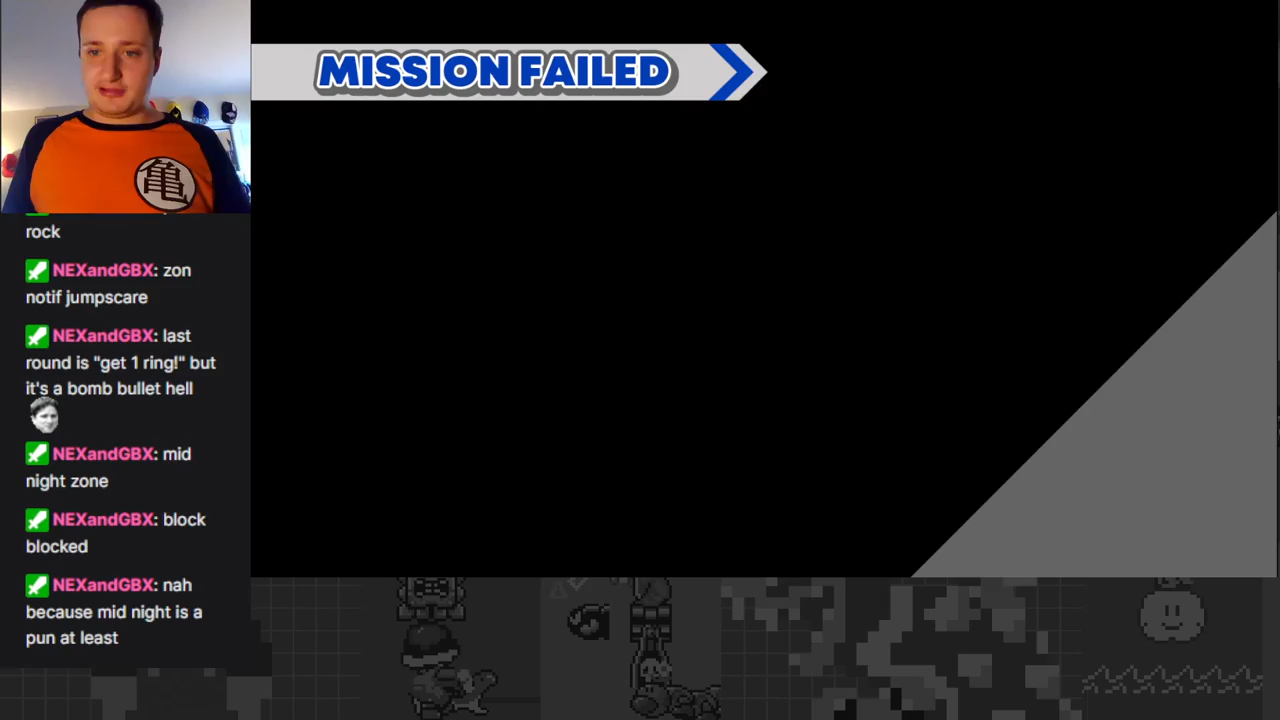 MISSION FAILED
亀
rock
NEXandGBX: zon
notif jumpscare
NEXandGBX: last
round is "get 1 ring!" but
it's a bomb bullet hell
NEXandGBX: mid
night zone
NEXandGBX: block
blocked
NEXandGBX: nah
because mid night is a
pun at least